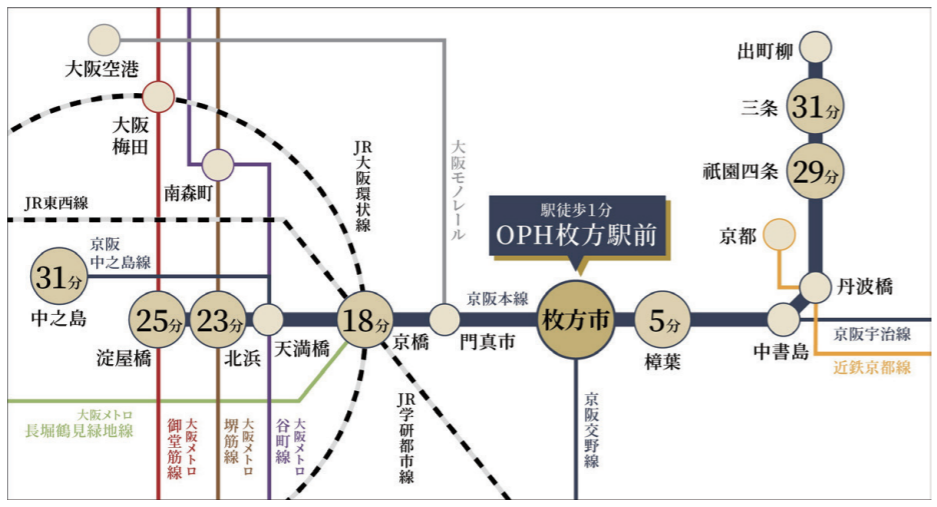 出町柳
大阪空港
三条
31分
大阪
梅田
祇園四条
29分
南森町
JR大阪環状線
大阪モノレール
駅徒歩1分
OPH枚方駅前
JR東西線
京都
京阪
中之島線
31分
中之島
丹波橋
京阪本線
25分
淀屋橋
23分
北浜
天満橋
18分
京橋
門真市
枚方市
5分
樟葉
中書島
京阪宇治線
近鉄京都線
大阪メトロ
長堀鶴見緑地線
大阪メトロ
御堂筋線
大阪メトロ
堺筋線
大阪メトロ
谷町線
JR学研都市線
京阪交野線